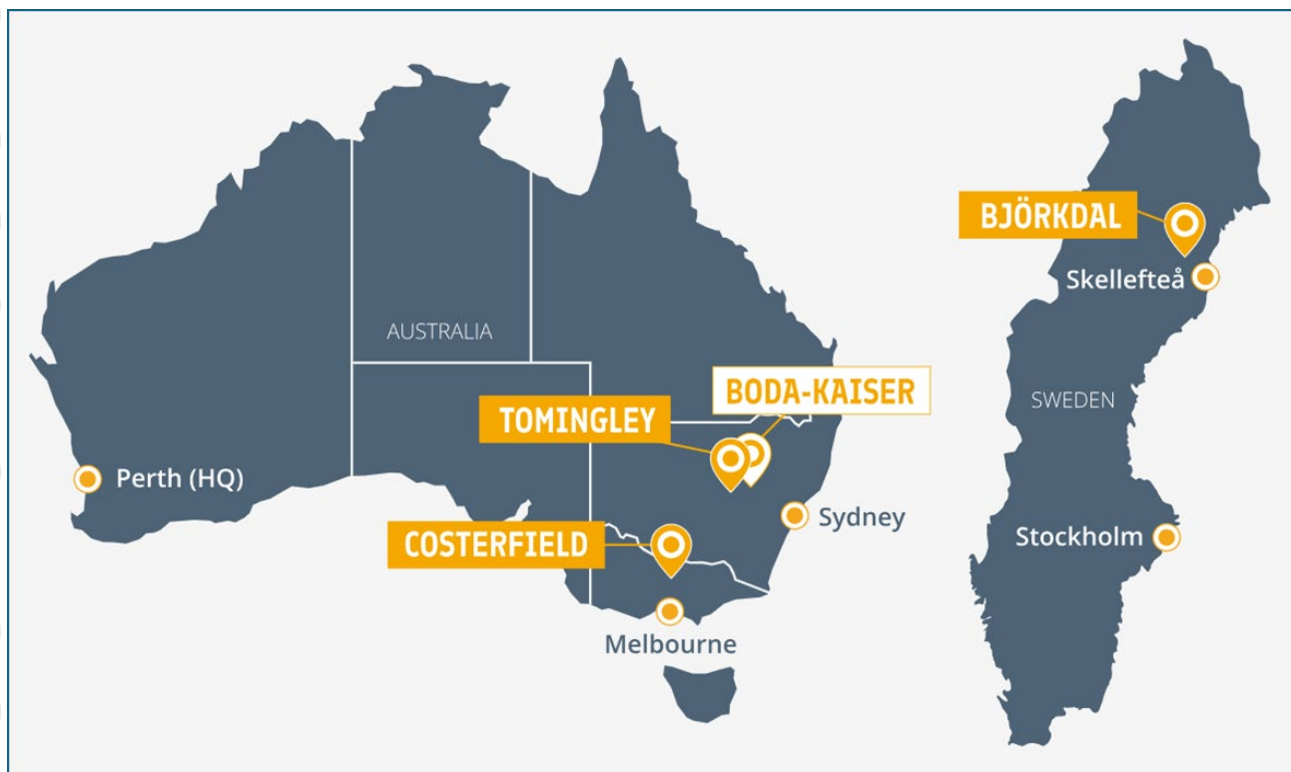 BJÖRKDAL
Skellefteå
AUSTRALIA
BODA-KAISER
SWEDEN
TOMINGLEY
Perth (HQ)
Sydney
COSTERFIELD
Stockholm
Melbourne